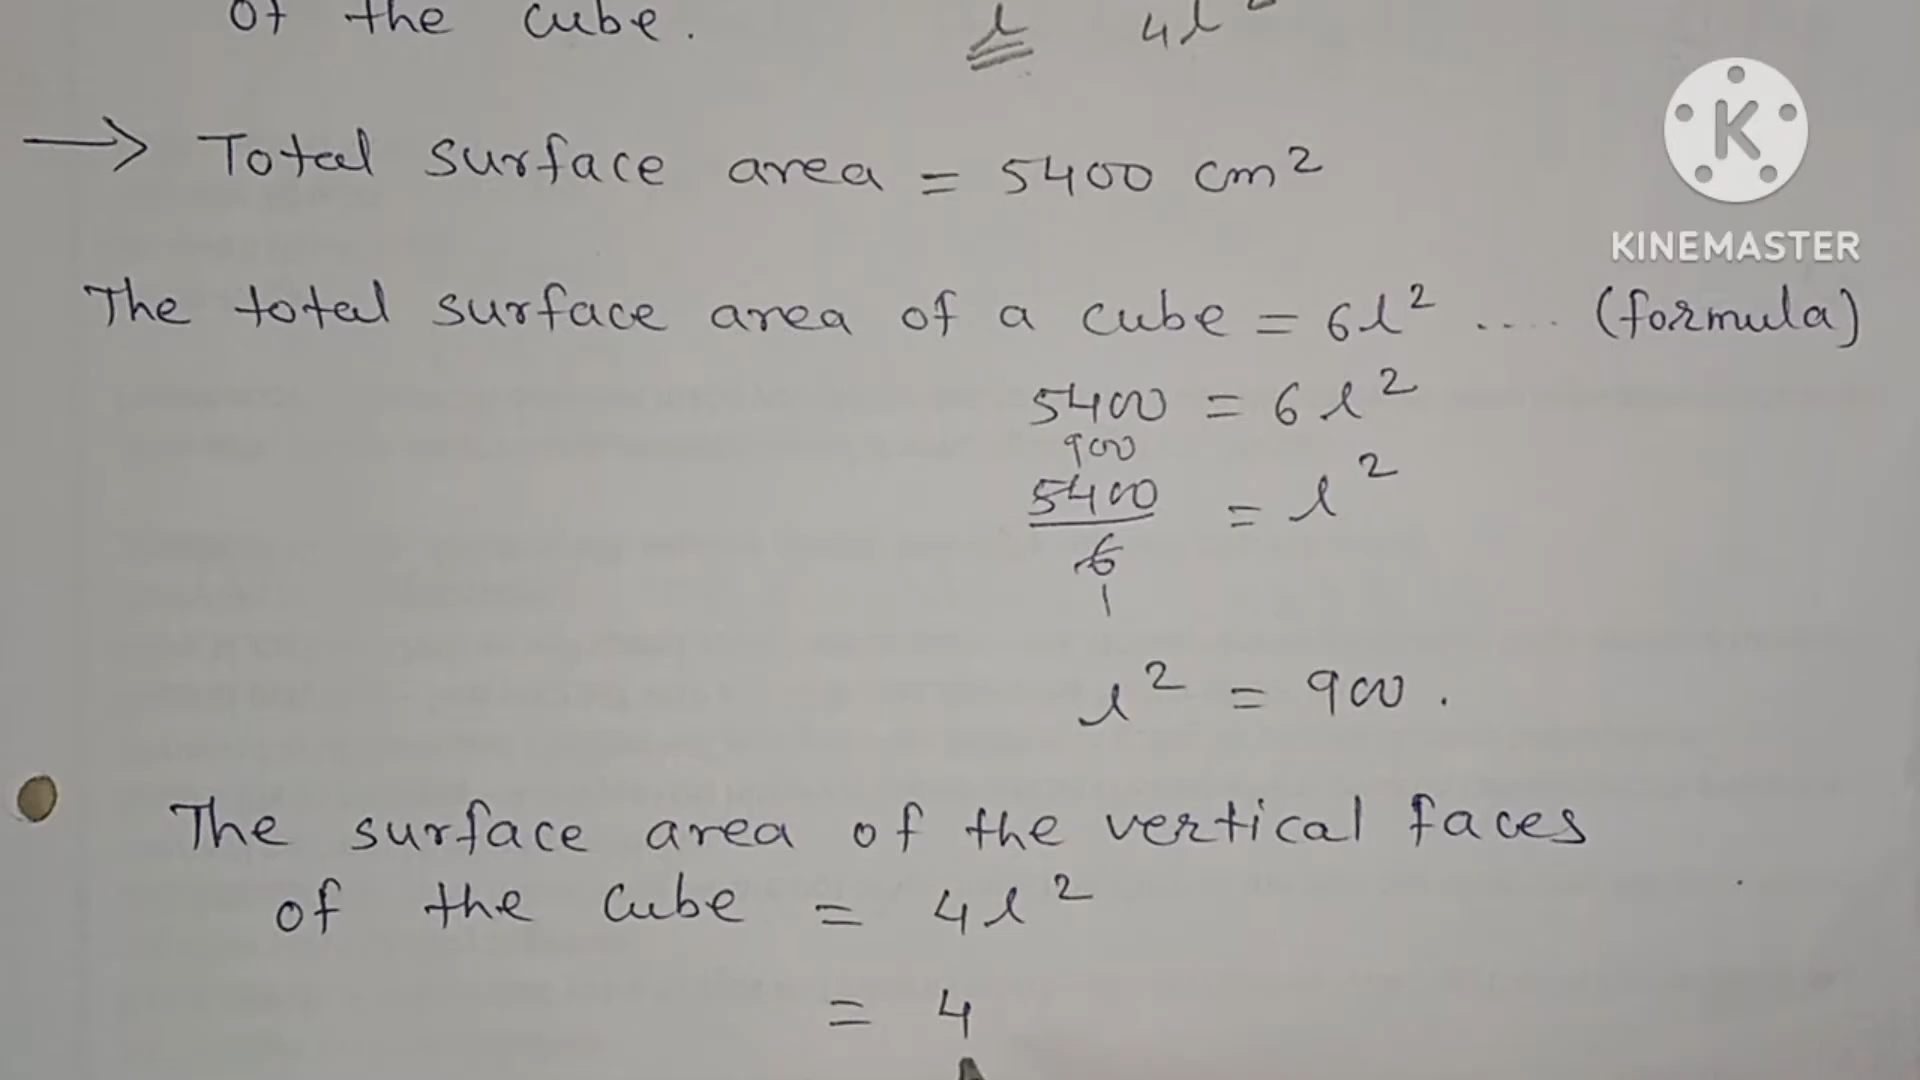 of the cube. l 4l²
→ Total surface area = 5400 cm²
K
KINEMASTER
The total surface area of a cube = 6l² .... (formula)
5400 = 6l²
900
5400 = l²
6
1
l² = 900.
The surface area of the vertical faces
of the cube = 4l²
= 4